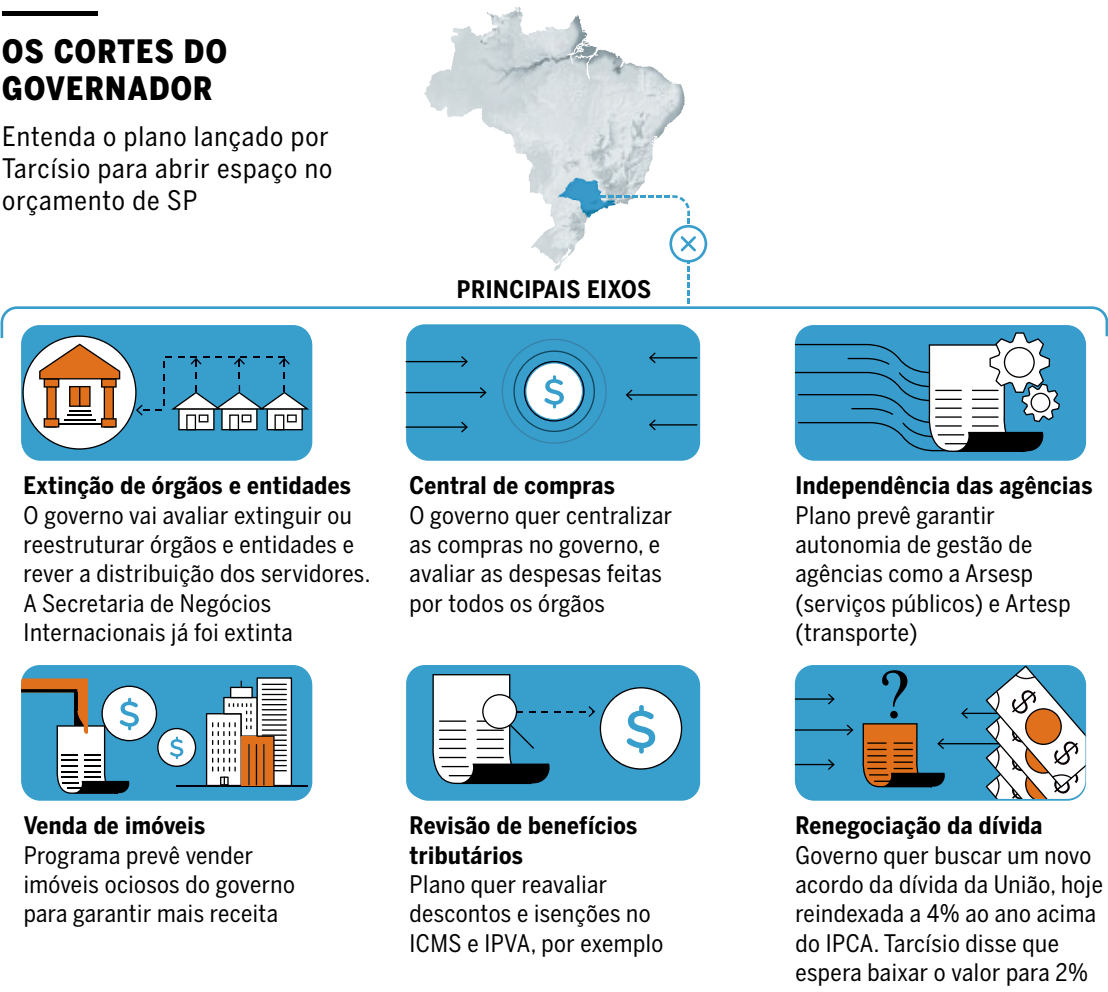 OS CORTES DO
GOVERNADOR
Entenda o plano lançado por
Tarcísio para abrir espaço no
orçamento de SP
PRINCIPAIS EIXOS
$
Extinção de órgãos e entidades
O governo vai avaliar extinguir ou
reestruturar órgãos e entidades e
rever a distribuição dos servidores.
A Secretaria de Negócios
Internacionais já foi extinta
Central de compras
O governo quer centralizar
as compras no governo, e
avaliar as despesas feitas
por todos os órgãos
Independência das agências
Plano prevê garantir
autonomia de gestão de
agências como a Arsesp
(serviços públicos) e Artesp
(transporte)
$
$
$
?
$
$
$
$
Venda de imóveis
Programa prevê vender
imóveis ociosos do governo
para garantir mais receita
Revisão de benefícios
tributários
Plano quer reavaliar
descontos e isenções no
ICMS e IPVA, por exemplo
Renegociação da dívida
Governo quer buscar um novo
acordo da dívida da União, hoje
reindexada a 4% ao ano acima
do IPCA. Tarcísio disse que
espera baixar o valor para 2%